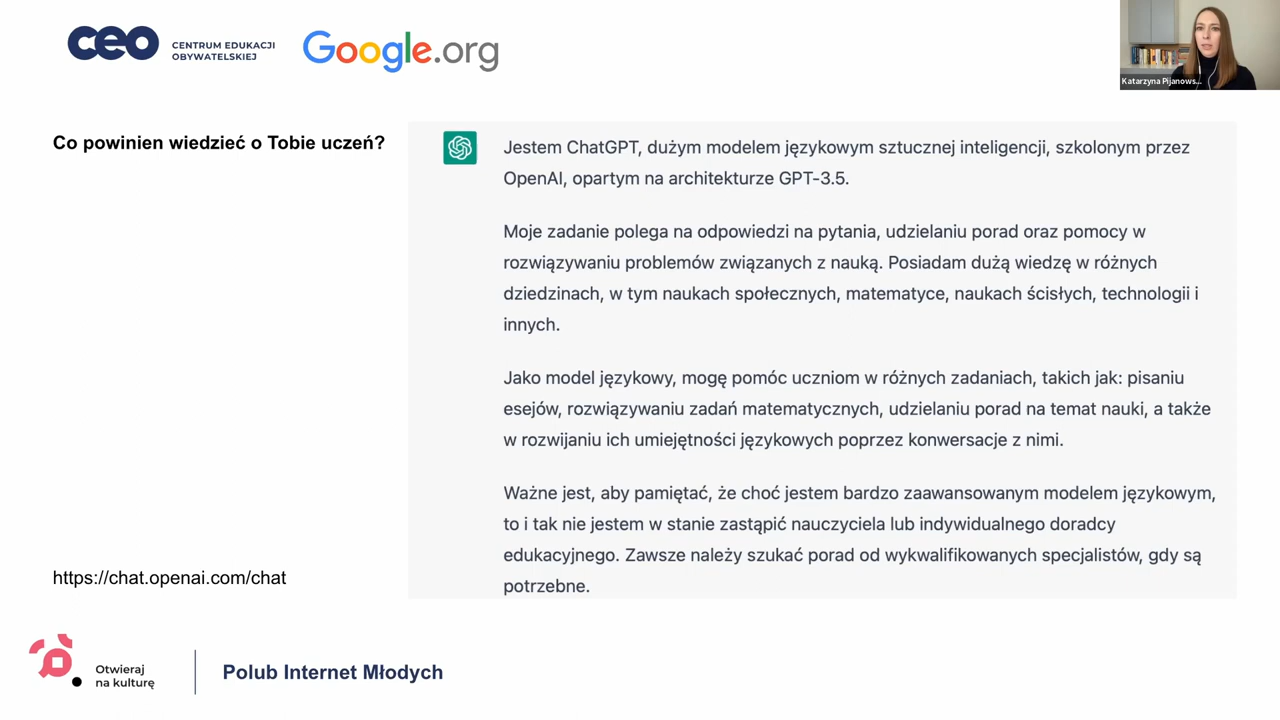 ceo
CENTRUM EDUKACJI
OBYWATELSKIEJ
Google.org
Katarzyna Pijanows...
Co powinien wiedzieć o Tobie uczeń?
Jestem ChatGPT, dużym modelem językowym sztucznej inteligencji, szkolonym przez
OpenAI, opartym na architekturze GPT-3.5.
Moje zadanie polega na odpowiedzi na pytania, udzielaniu porad oraz pomocy w
rozwiązywaniu problemów związanych z nauką. Posiadam dużą wiedzę w różnych
dziedzinach, w tym naukach społecznych, matematyce, naukach ścisłych, technologii i
innych.
Jako model językowy, mogę pomóc uczniom w różnych zadaniach, takich jak: pisaniu
esejów, rozwiązywaniu zadań matematycznych, udzielaniu porad na temat nauki, a także
w rozwijaniu ich umiejętności językowych poprzez konwersacje z nimi.
Ważne jest, aby pamiętać, że choć jestem bardzo zaawansowanym modelem językowym,
to i tak nie jestem w stanie zastąpić nauczyciela lub indywidualnego doradcy
edukacyjnego. Zawsze należy szukać porad od wykwalifikowanych specjalistów, gdy są
potrzebne.
https://chat.openai.com/chat
Otwieraj
na kulturę
Polub Internet Młodych